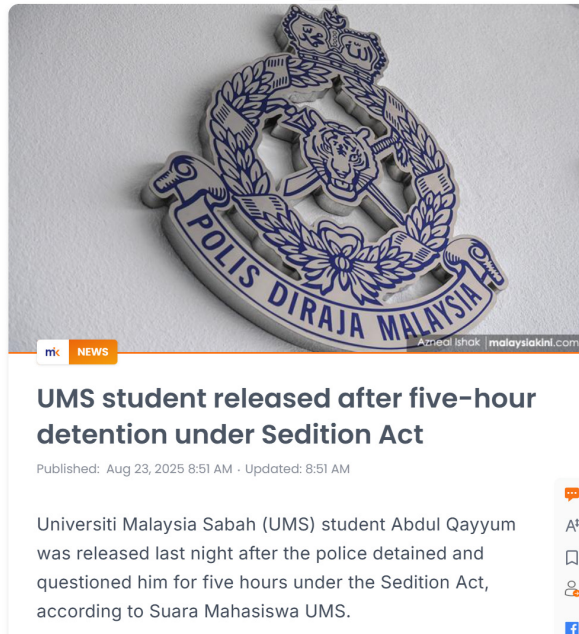 محمد
الله
POLIS DIRAJA MALAYSIA
Azneal Ishak | malaysiakini.com
mk NEWS
UMS student released after five-hour
detention under Sedition Act
Published: Aug 23, 2025 8:51 AM · Updated: 8:51 AM
Universiti Malaysia Sabah (UMS) student Abdul Qayyum
was released last night after the police detained and
questioned him for five hours under the Sedition Act,
according to Suara Mahasiswa UMS.